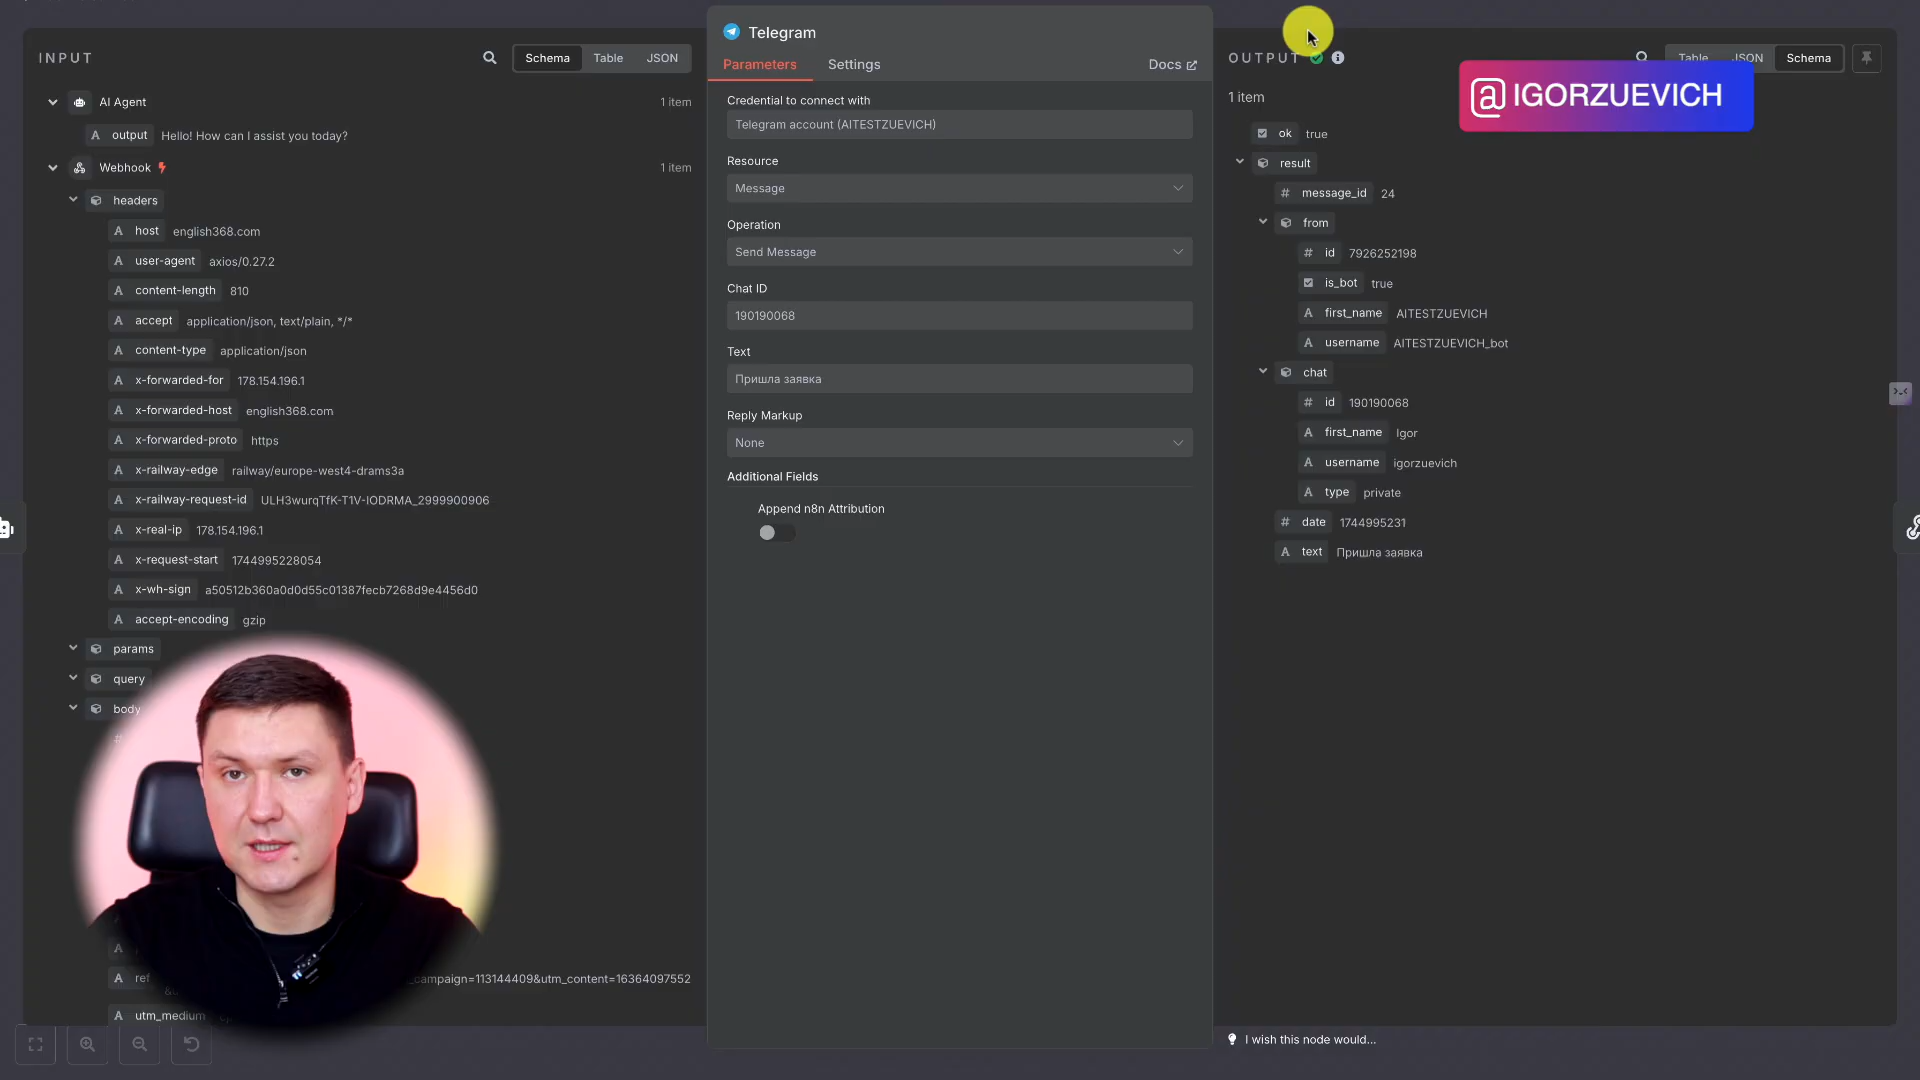 INPUT
Schema
Table
JSON
AI Agent
1 item
A output Hello! How can I assist you today?
Webhook
1 item
headers
A host english368.com
A user-agent axios/0.27.2
A content-length 810
A accept application/json, text/plain, */*
A content-type application/json
A x-forwarded-for 178.154.196.1
A x-forwarded-host english368.com
A x-forwarded-proto https
A x-railway-edge railway/europe-west4-drams3a
A x-railway-request-id ULH3wurqTfK-T1V-IODRMA_2999900906
A x-real-ip 178.154.196.1
A x-request-start 1744995228054
A x-wh-sign a50512b360a0d0d55c01387fecb7268d9e4456d0
A accept-encoding gzip
params
query
body
#
A
A ref _campaign=113144409&utm_content=16364097552
A utm_medium
Telegram
Parameters
Settings
Docs
Credential to connect with
Telegram account (AITESTZUEVICH)
Resource
Message
Operation
Send Message
Chat ID
190190068
Text
Пришла заявка
Reply Markup
None
Additional Fields
Append n8n Attribution
OUTPUT
Table
JSON
Schema
@IGORZUEVICH
1 item
ok true
result
# message_id 24
from
# id 7926252198
is_bot true
A first_name AITESTZUEVICH
A username AITESTZUEVICH_bot
chat
# id 190190068
A first_name Igor
A username igorzuevich
A type private
# date 1744995231
A text Пришла заявка
I wish this node would...